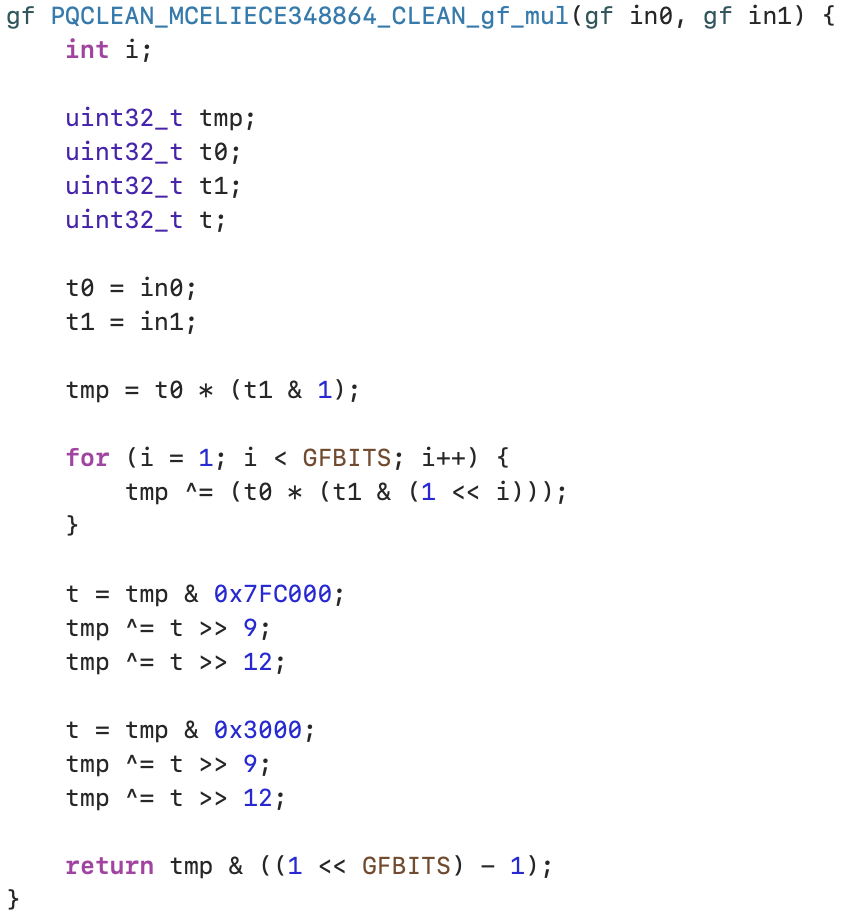 gf PQCLEAN_MCELIECE348864_CLEAN_gf_mul(gf in0, gf in1) {
    int i;

    uint32_t tmp;
    uint32_t t0;
    uint32_t t1;
    uint32_t t;

    t0 = in0;
    t1 = in1;

    tmp = t0 * (t1 & 1);

    for (i = 1; i < GFBITS; i++) {
        tmp ^= (t0 * (t1 & (1 << i)));
    }

    t = tmp & 0x7FC000;
    tmp ^= t >> 9;
    tmp ^= t >> 12;

    t = tmp & 0x3000;
    tmp ^= t >> 9;
    tmp ^= t >> 12;

    return tmp & ((1 << GFBITS) - 1);
}